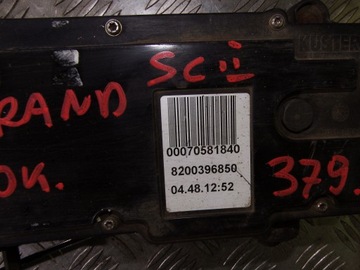 KUSTER
SC II
RAND
OK.
00070581840
8200396850
04.48.12:52
379